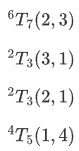 ⁶T₇(2, 3)
²T₃(3, 1)
²T₃(2, 1)
⁴T₅(1, 4)